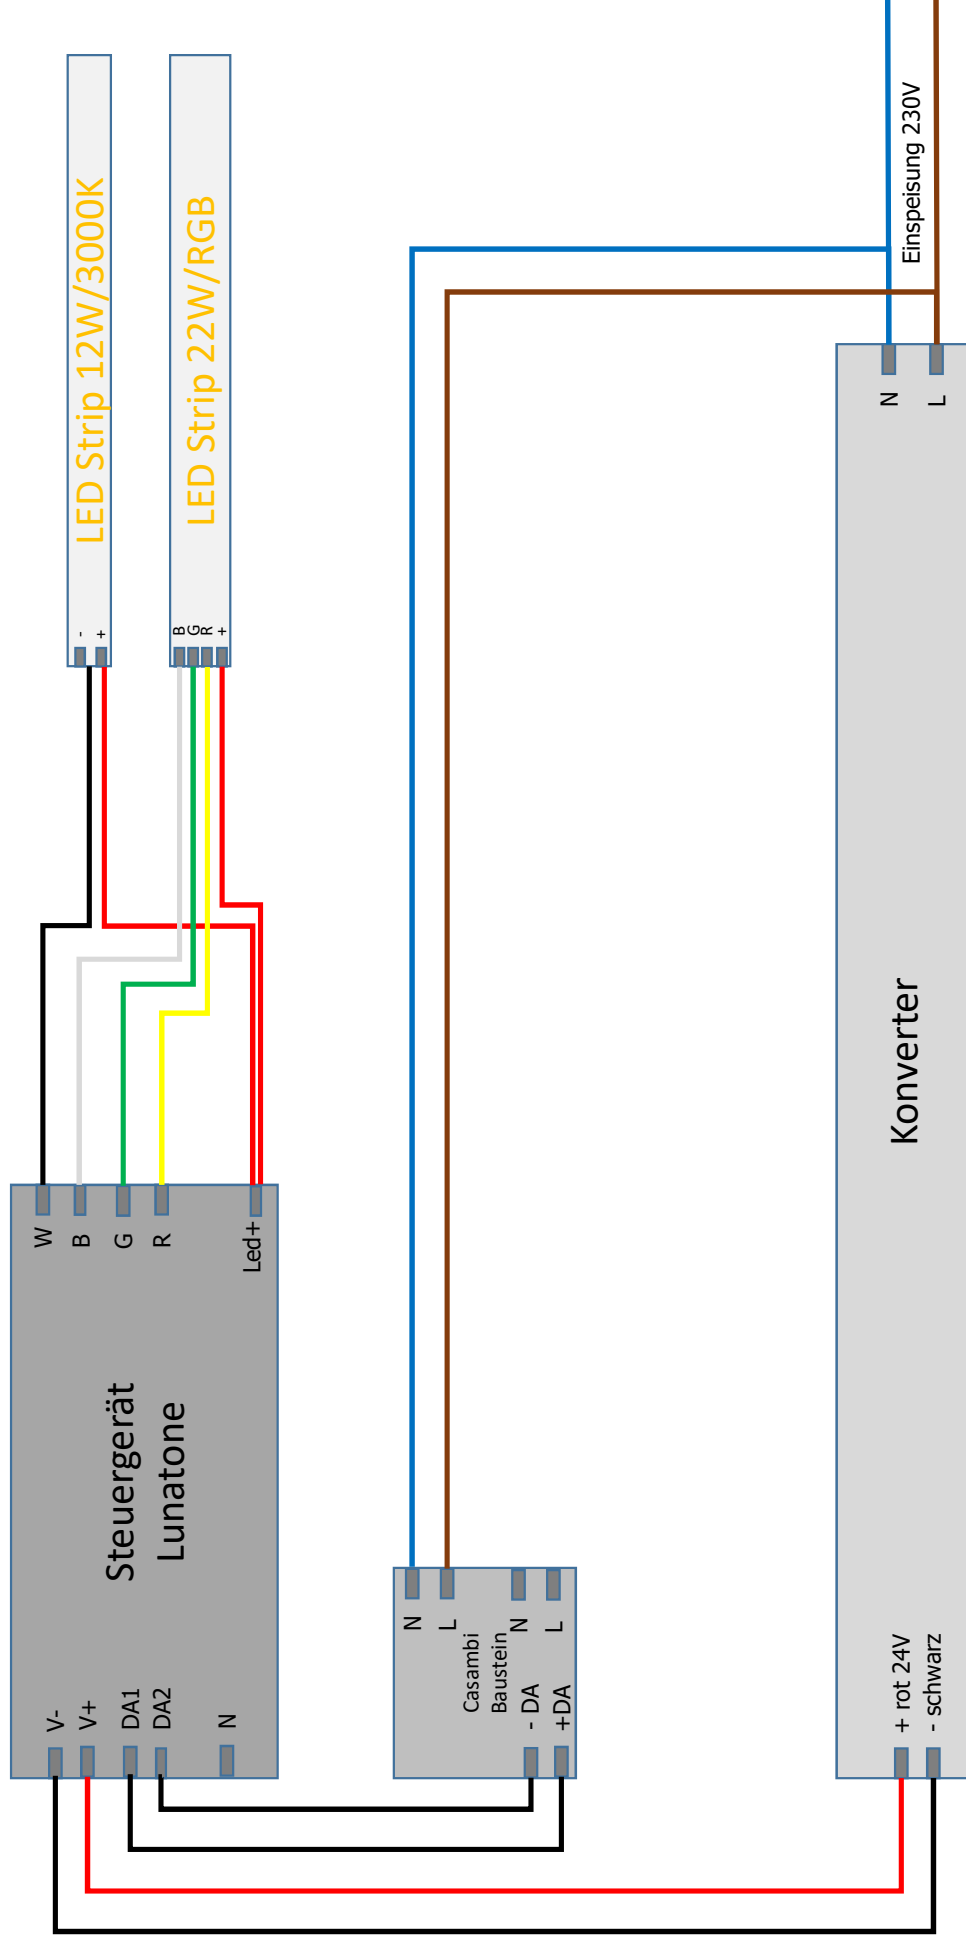 LED Strip 12W/3000K
-
+
LED Strip 22W/RGB
B
G
R
+
Einspeisung 230V
N
L
Konverter
+ rot 24V
- schwarz
W
B
G
R
Led+
Steuergerät
Lunatone
V-
V+
DA1
DA2
N
N
L
Casambi
Baustein
N
L
- DA
+DA